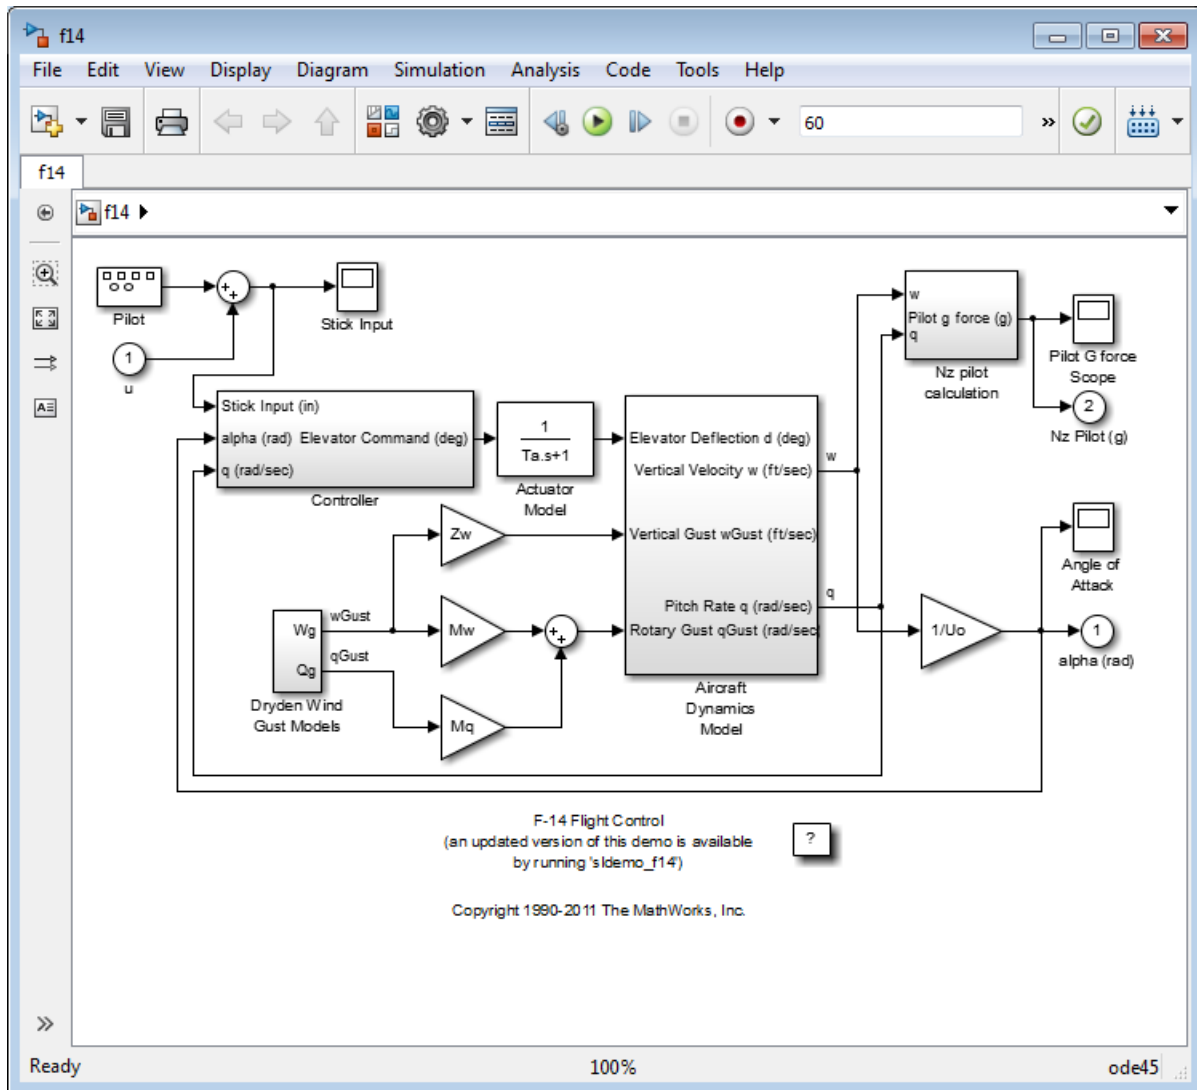 f14
File Edit View Display Diagram Simulation Analysis Code Tools Help
60
f14
f14
Pilot
Stick Input
1
u
w
Pilot g force (g)
q
Nz pilot
calculation
Pilot G force
Scope
2
Nz Pilot (g)
Stick Input (in)
alpha (rad) Elevator Command (deg)
q (rad/sec)
Controller
1
Ta.s+1
Actuator
Model
Elevator Deflection d (deg)
Vertical Velocity w (ft/sec)
Vertical Gust wGust (ft/sec)
Pitch Rate q (rad/sec)
Rotary Gust qGust (rad/sec
Aircraft
Dynamics
Model
w
q
Zw
Mw
Mq
Wg
Qg
wGust
qGust
Dryden Wind
Gust Models
1/Uo
Angle of
Attack
1
alpha (rad)
F-14 Flight Control
(an updated version of this demo is available
by running 'sldemo_f14')
?
Copyright 1990-2011 The MathWorks, Inc.
Ready 100% ode45